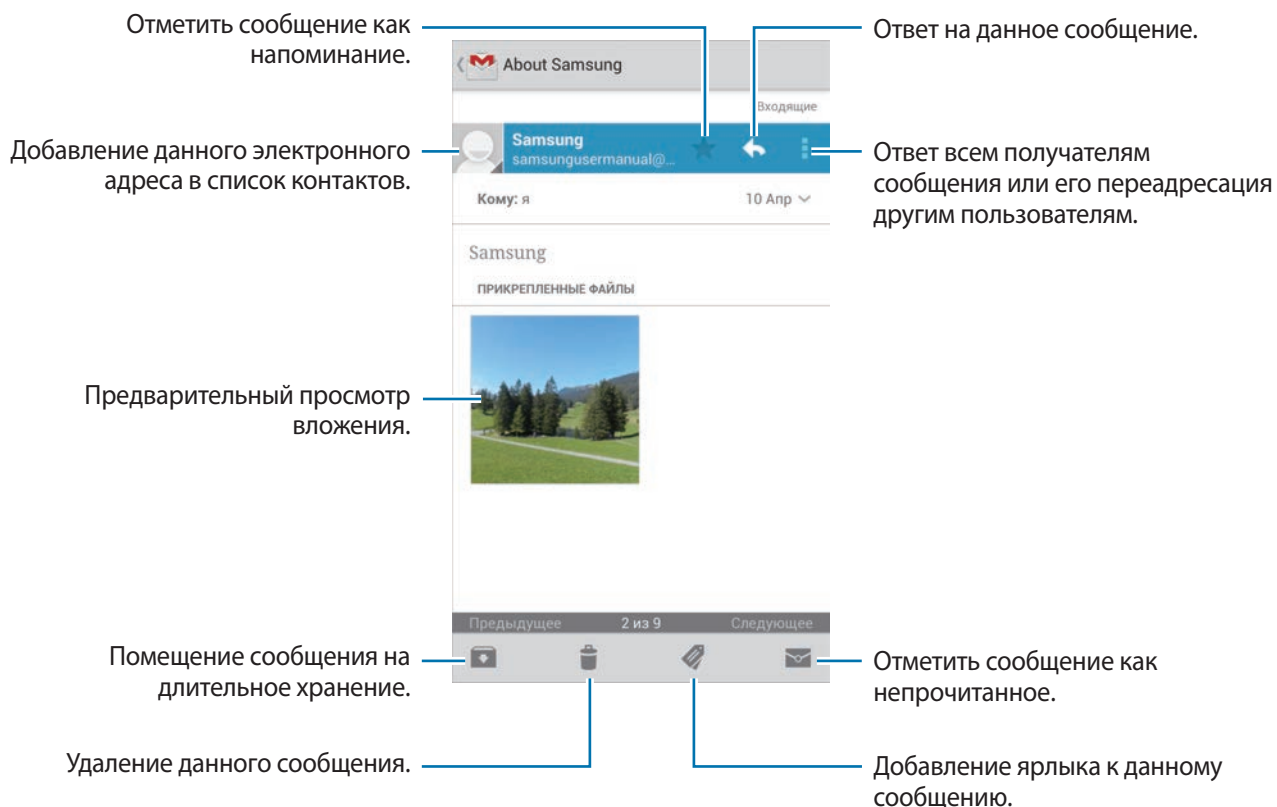 Отметить сообщение как
напоминание.
Ответ на данное сообщение.
About Samsung
Входящие
Samsung
samsungusermanual@...
Добавление данного электронного
адреса в список контактов.
Ответ всем получателям
сообщения или его переадресация
другим пользователям.
Кому: я
10 Апр
Samsung
ПРИКРЕПЛЕННЫЕ ФАЙЛЫ
Предварительный просмотр
вложения.
Предыдущее 2 из 9 Следующее
Помещение сообщения на
длительное хранение.
Отметить сообщение как
непрочитанное.
Удаление данного сообщения.
Добавление ярлыка к данному
сообщению.